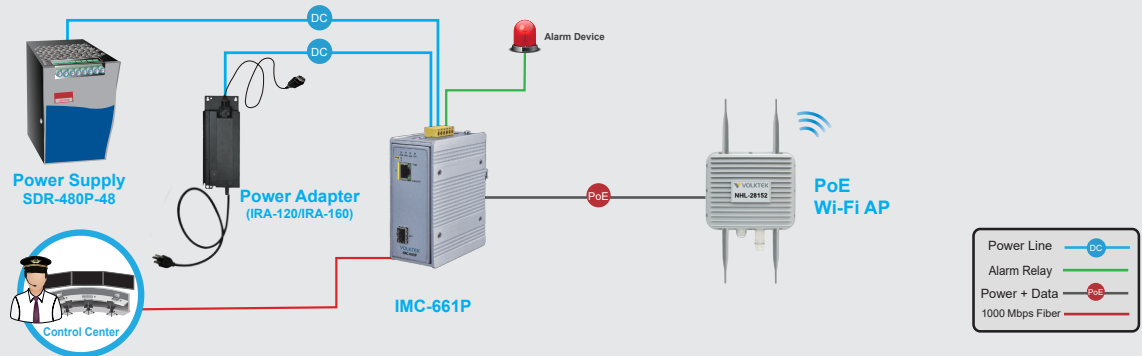 DC
DC
Alarm Device
Power Supply
SDR-480P-48
Power Adapter
(IRA-120/IRA-160)
VOLKTEK
IMC-661P
PoE
VOLKTEK
NHL-28152
PoE
Wi-Fi AP
Control Center
Power Line
DC
Alarm Relay
Power + Data
PoE
1000 Mbps Fiber